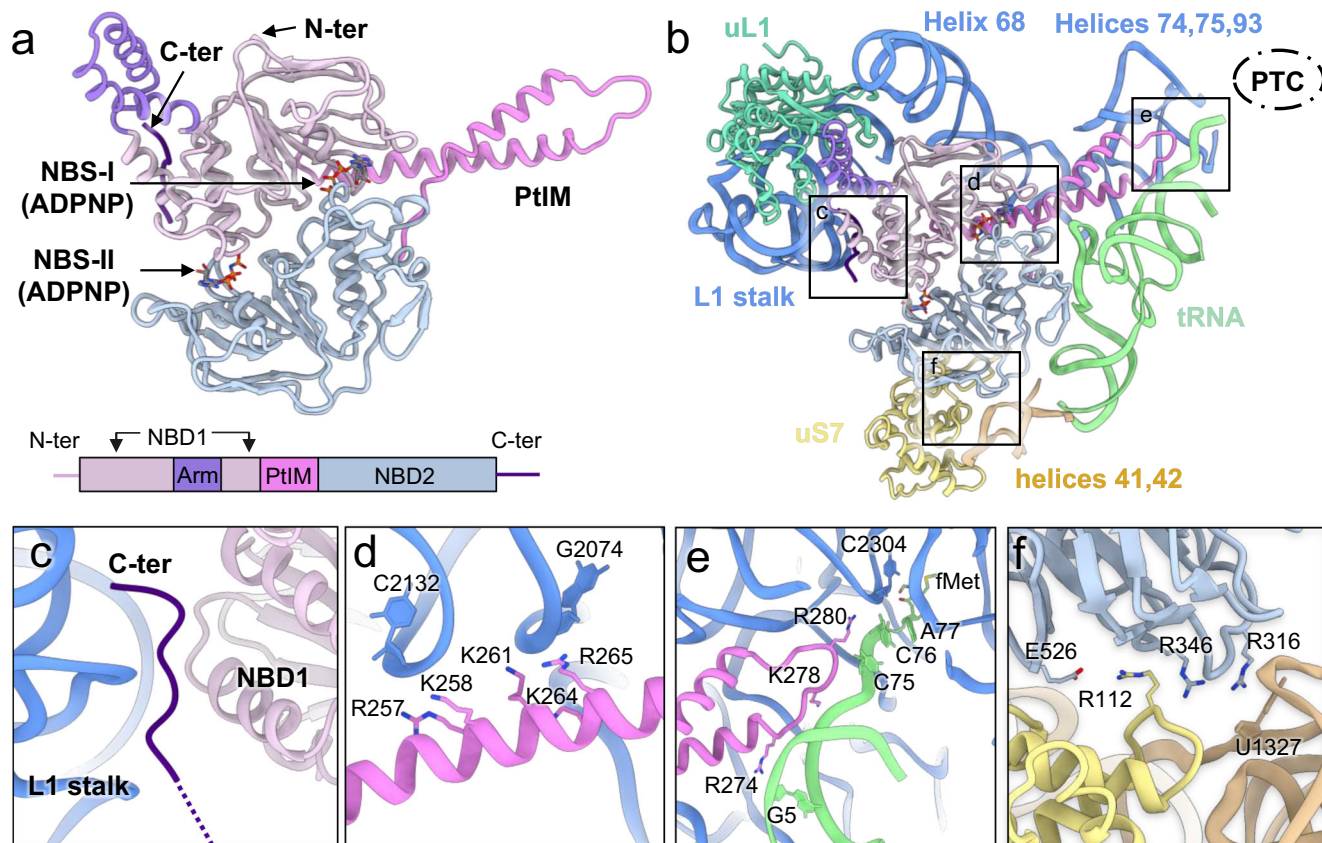 a
N-ter
C-ter
NBS-I
(ADPNP)
PtIM
NBS-II
(ADPNP)
N-ter
NBD1
C-ter
Arm
PtIM
NBD2
b
uL1
Helix 68
Helices 74,75,93
PTC
e
d
c
L1 stalk
tRNA
f
uS7
helices 41,42
c
C-ter
NBD1
L1 stalk
d
G2074
C2132
K261
R265
K258
K264
R257
e
C2304
fMet
R280
A77
C76
K278
C75
R274
G5
f
E526
R346
R316
R112
U1327